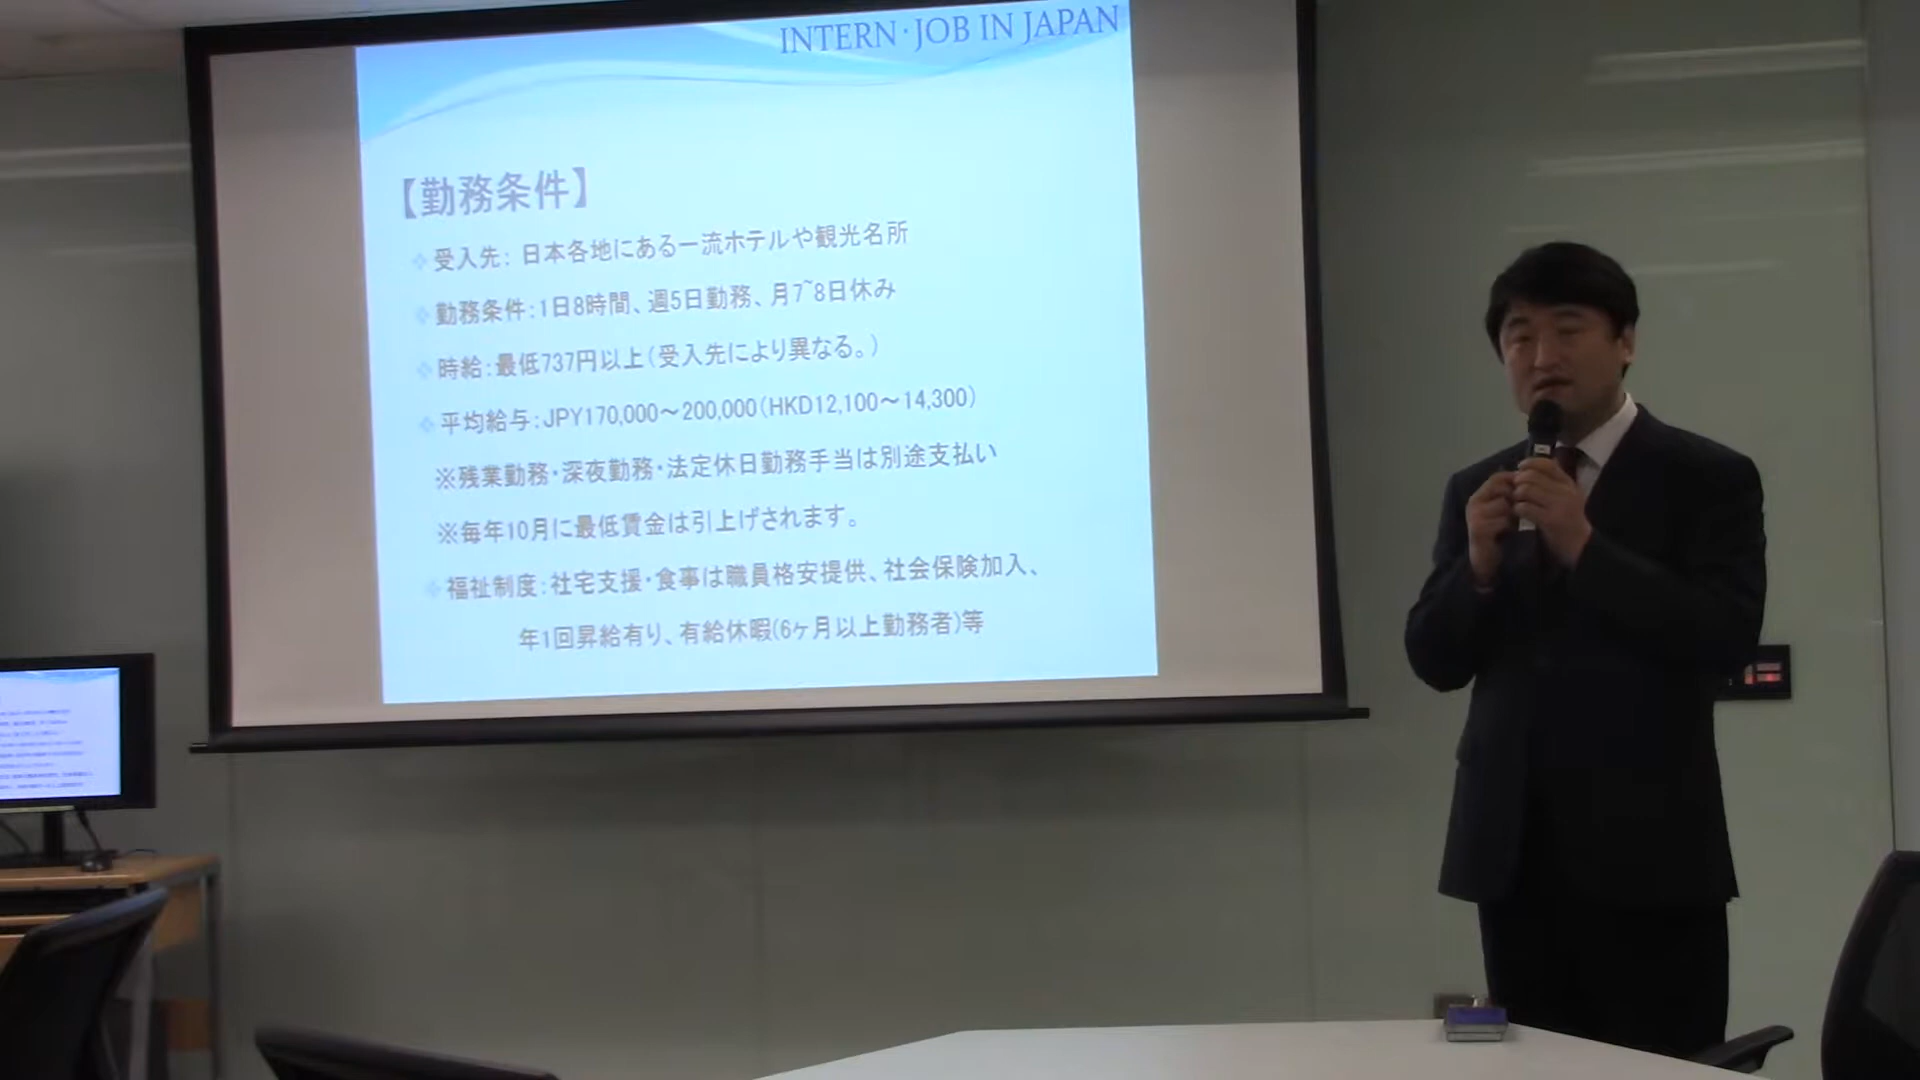 INTERN・JOB IN JAPAN
【勤務条件】
受入先：日本各地にある一流ホテルや観光名所
勤務条件：1日8時間、週5日勤務、月7~8日休み
時給：最低737円以上（受入先により異なる。）
平均給与：JPY170,000～200,000（HKD12,100～14,300）
※残業勤務・深夜勤務・法定休日勤務手当は別途支払い
※毎年10月に最低賃金は引上げされます。
福祉制度：社宅支援・食事は職員格安提供、社会保険加入、
年1回昇給有り、有給休暇(6ヶ月以上勤務者)等